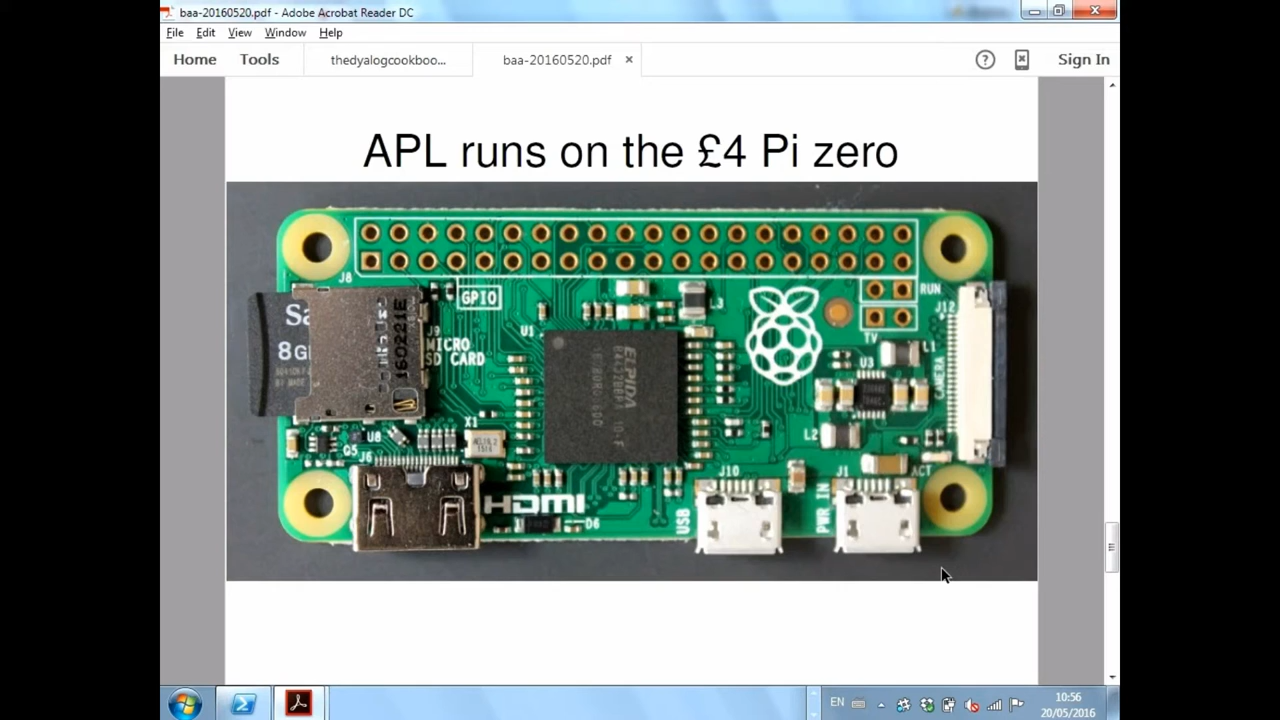 baa-20160520.pdf - Adobe Acrobat Reader DC
File Edit View Window Help
Home Tools thedyalogcookboo... baa-20160520.pdf × Sign In
APL runs on the £4 Pi zero
J8
GPIO
L3
RUN
J12
Sa
8G
J9
MICRO
SD CARD
160221E
U1
ELPIDA
TV
L1
U3
CAMERA
X1
U8
Q5
J6
L2
J10
J1
ACT
HDMI
D6
USB
PWR IN
EN
10:56
20/05/2016